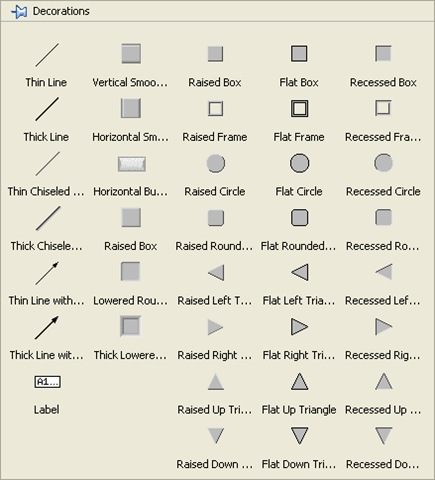 Decorations
Thin Line Vertical Smoo... Raised Box Flat Box Recessed Box
Thick Line Horizontal Sm... Raised Frame Flat Frame Recessed Fra...
Thin Chiseled ... Horizontal Bu... Raised Circle Flat Circle Recessed Circle
Thick Chisele... Raised Box Raised Round... Flat Rounded... Recessed Ro...
Thin Line with... Lowered Rou... Raised Left T... Flat Left Tria... Recessed Lef...
Thick Line wit... Thick Lowere... Raised Right ... Flat Right Tri... Recessed Rig...
A1...
Label Raised Up Tri... Flat Up Triangle Recessed Up ...
Raised Down ... Flat Down Tri... Recessed Do...